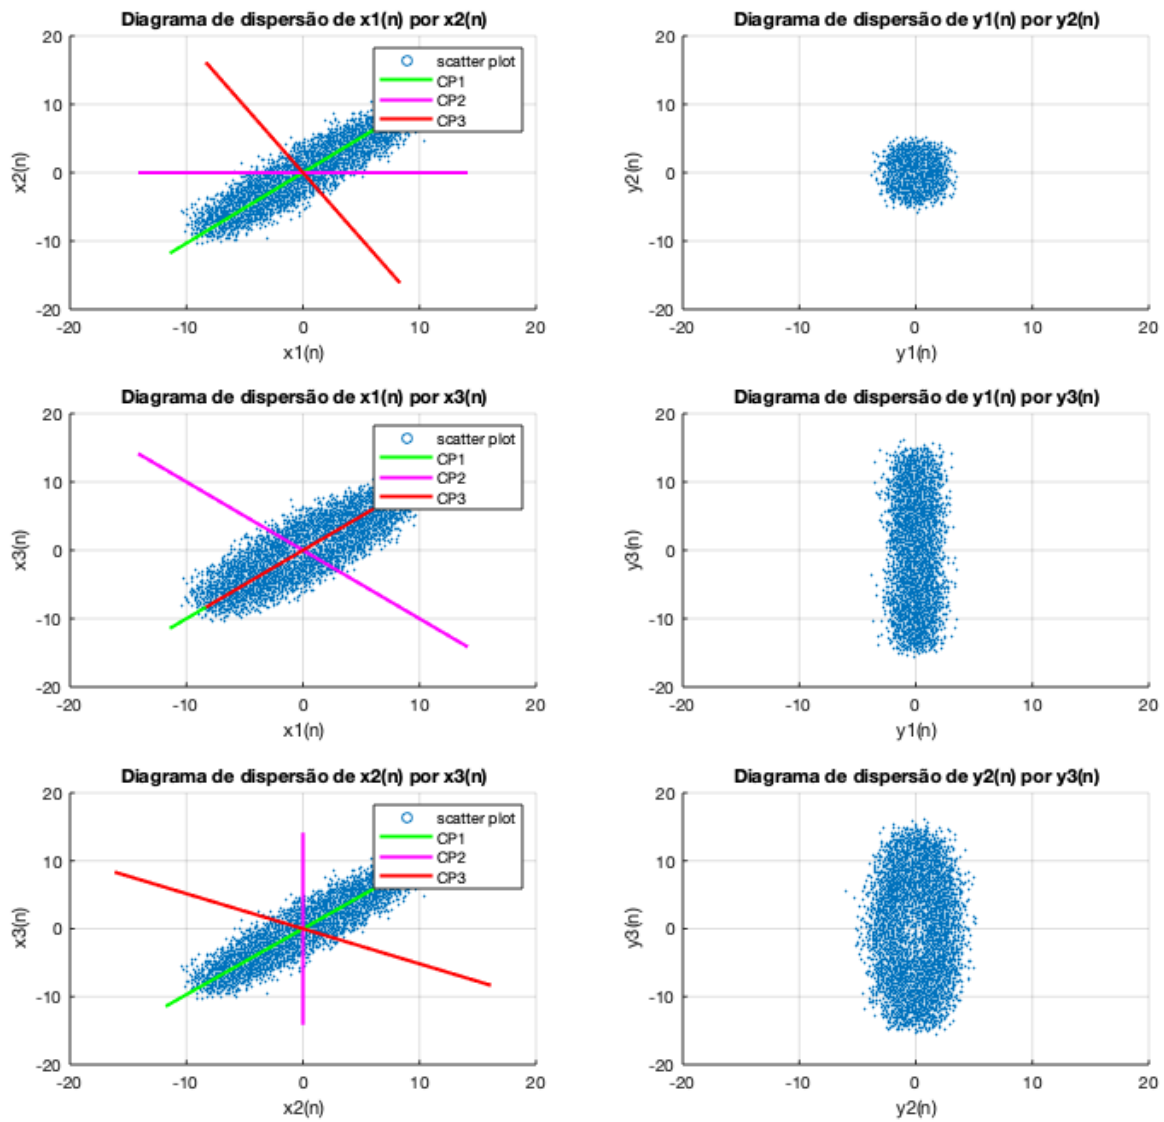 Diagrama de dispersão de x1(n) por x2(n)
20
10
0
-10
-20
x2(n)
scatter plot
CP1
CP2
CP3
-20 -10 0 10 20
x1(n)
Diagrama de dispersão de y1(n) por y2(n)
20
10
0
-10
-20
y2(n)
-20 -10 0 10 20
y1(n)
Diagrama de dispersão de x1(n) por x3(n)
20
10
0
-10
-20
x3(n)
scatter plot
CP1
CP2
CP3
-20 -10 0 10 20
x1(n)
Diagrama de dispersão de y1(n) por y3(n)
20
10
0
-10
-20
y3(n)
-20 -10 0 10 20
y1(n)
Diagrama de dispersão de x2(n) por x3(n)
20
10
0
-10
-20
x3(n)
scatter plot
CP1
CP2
CP3
-20 -10 0 10 20
x2(n)
Diagrama de dispersão de y2(n) por y3(n)
20
10
0
-10
-20
y3(n)
-20 -10 0 10 20
y2(n)